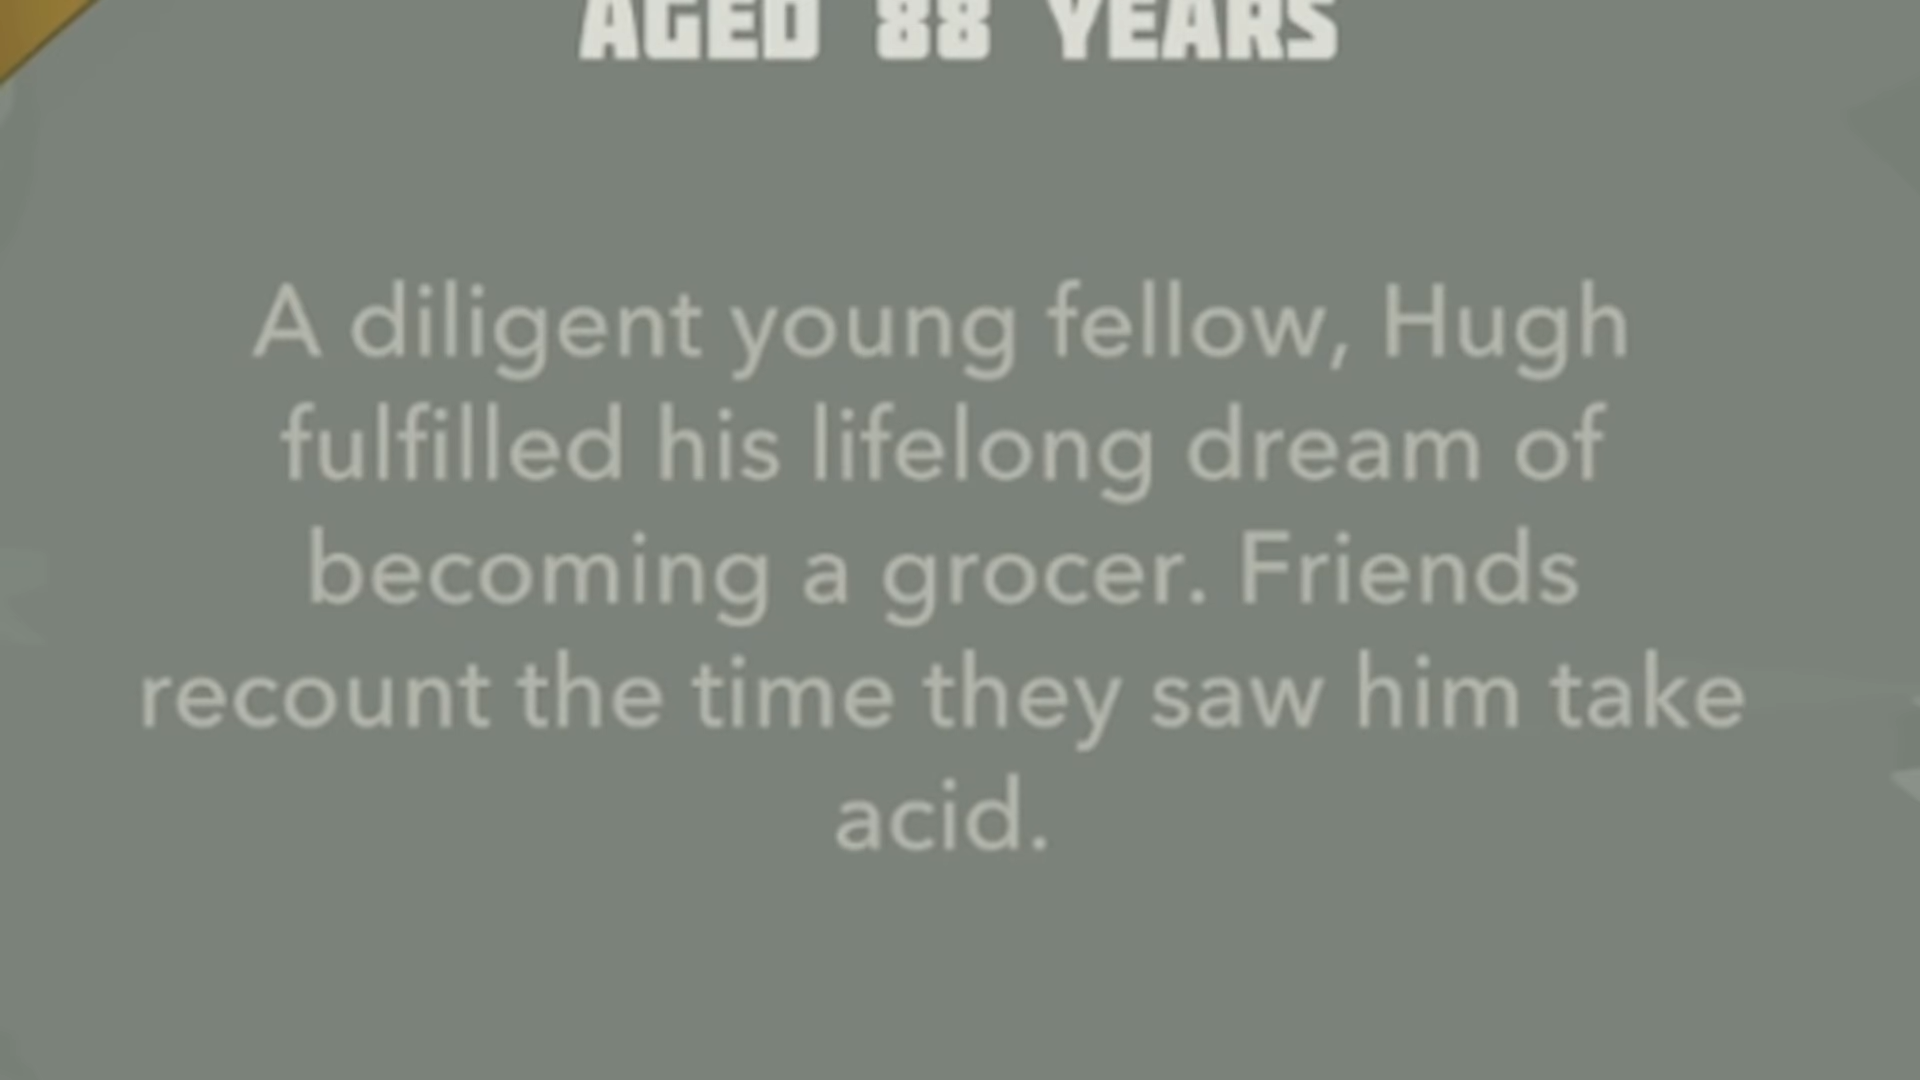 AGED 88 YEARS
A diligent young fellow, Hugh
fulfilled his lifelong dream of
becoming a grocer. Friends
recount the time they saw him take
acid.